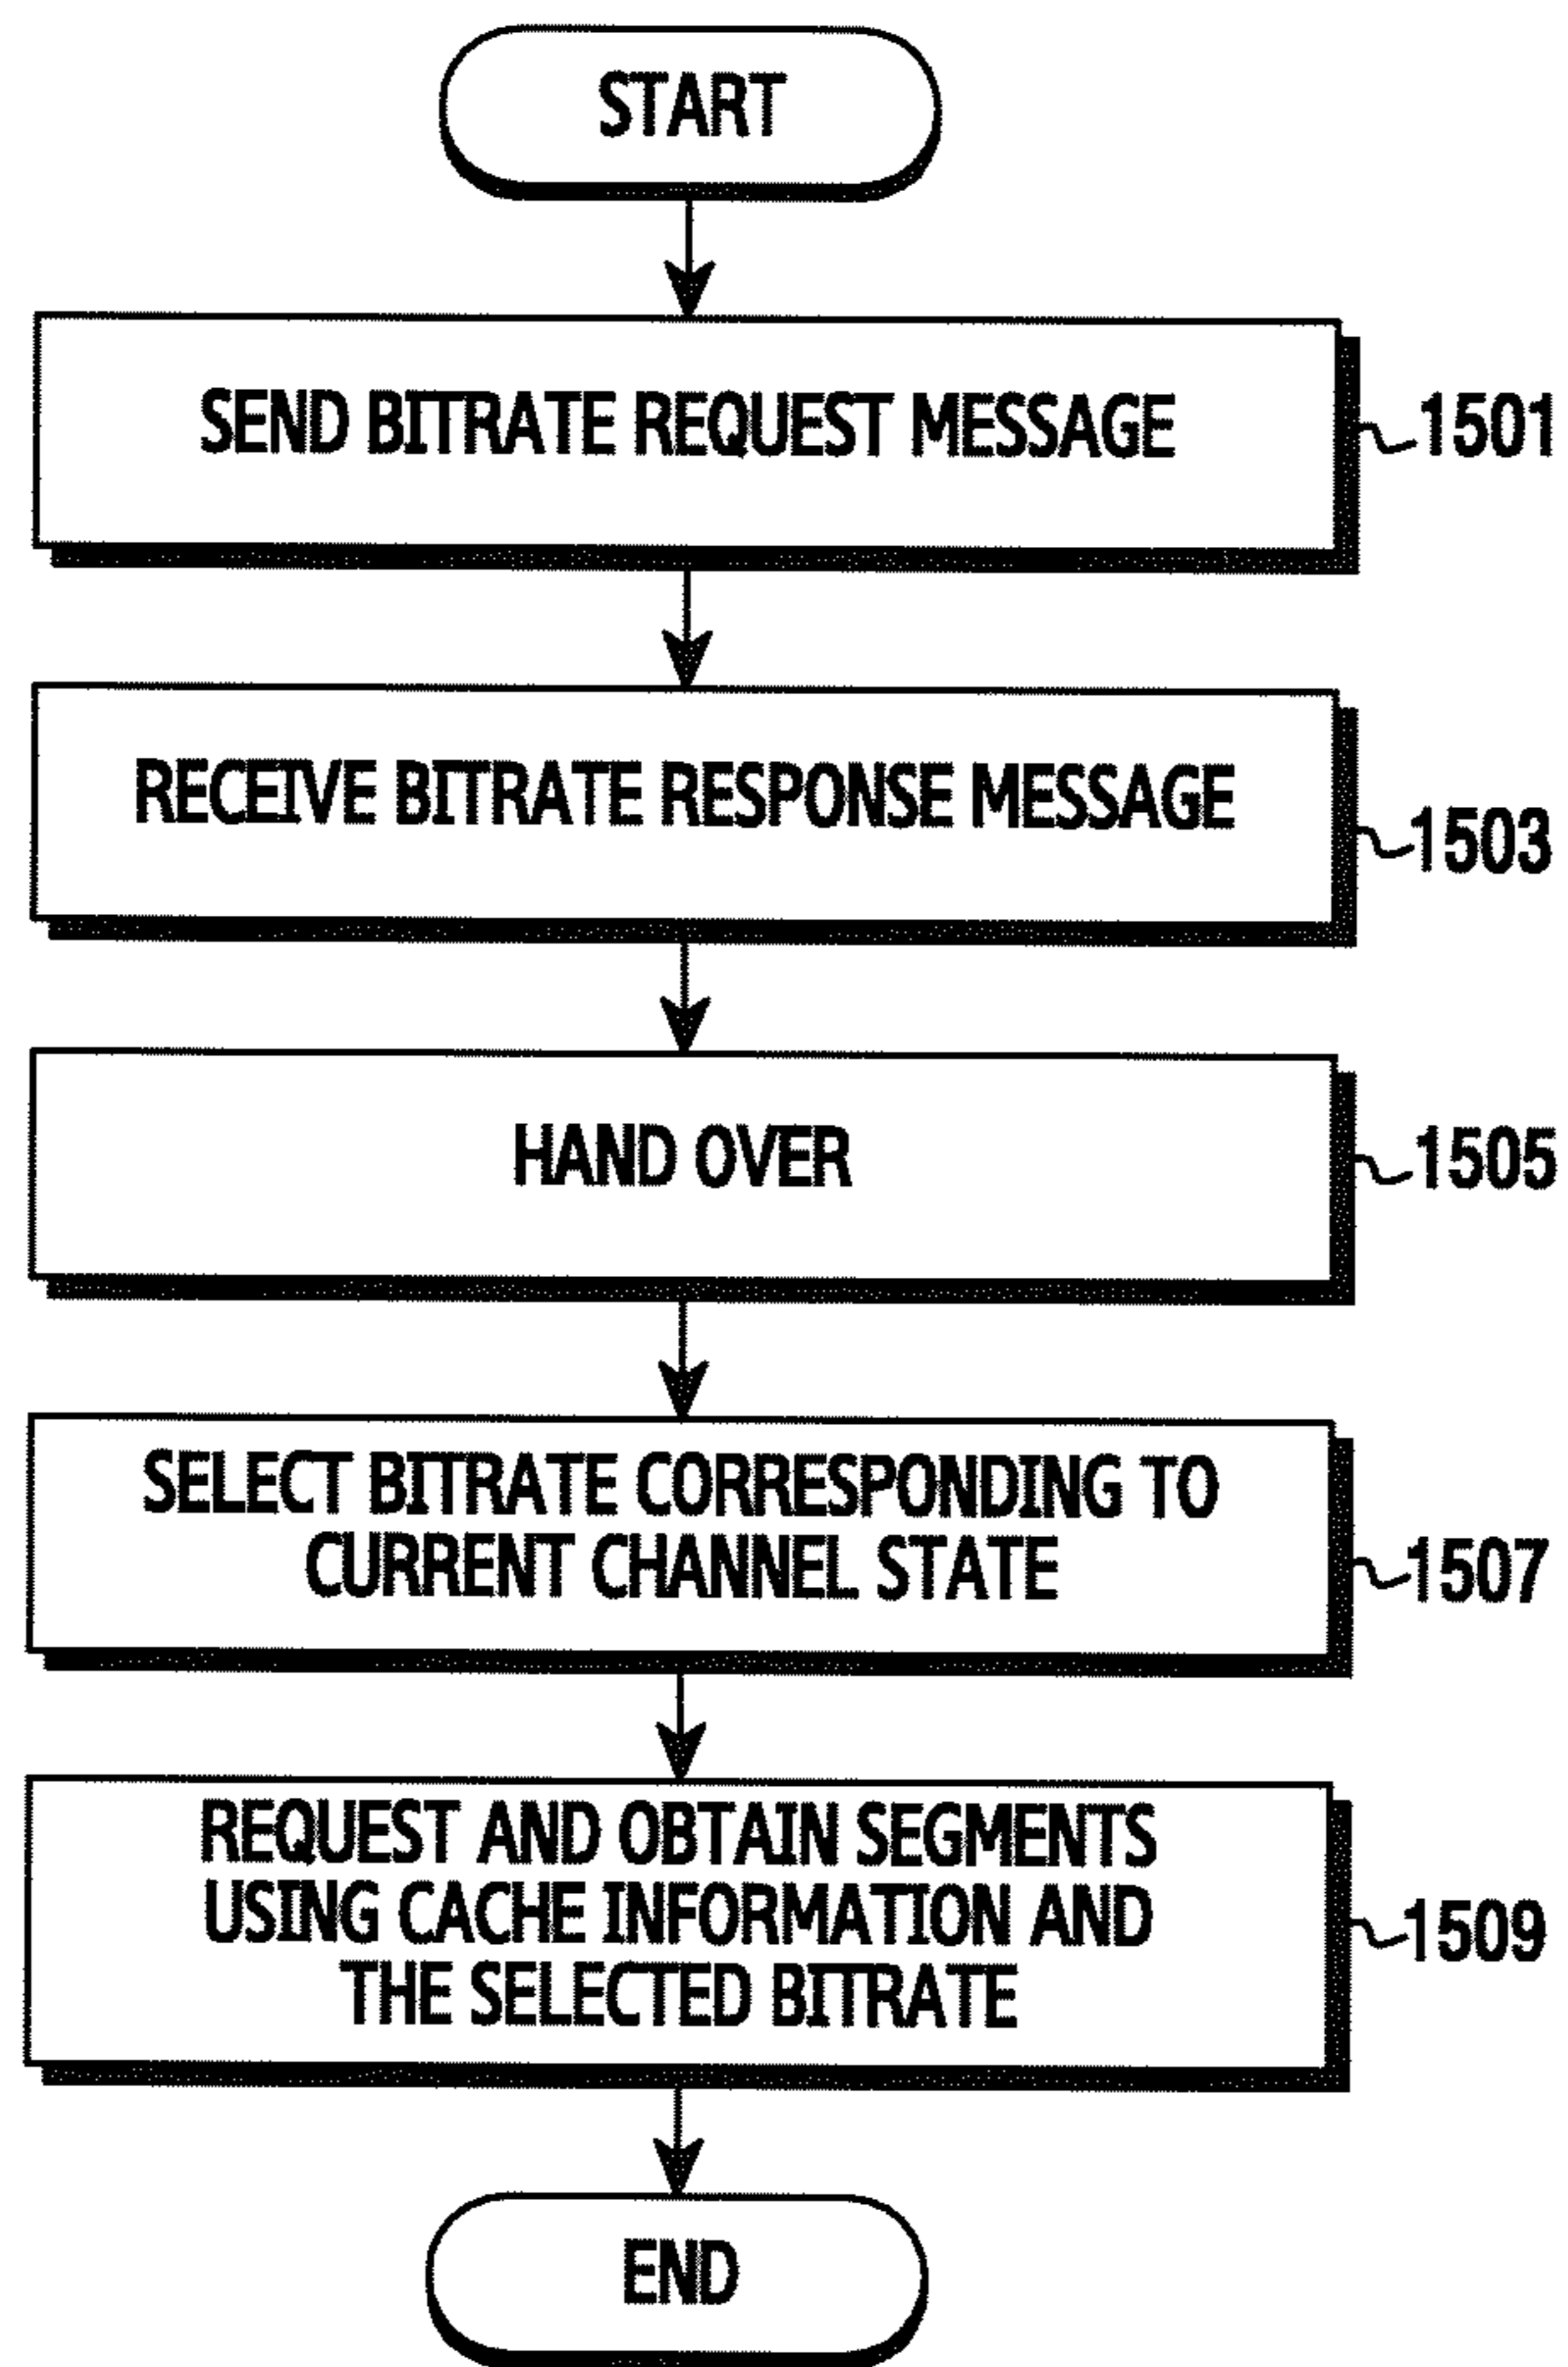 START
SEND BITRATE REQUEST MESSAGE
1501
RECEIVE BITRATE RESPONSE MESSAGE
1503
HAND OVER
1505
SELECT BITRATE CORRESPONDING TO
CURRENT CHANNEL STATE
1507
REQUEST AND OBTAIN SEGMENTS
USING CACHE INFORMATION AND
THE SELECTED BITRATE
1509
END